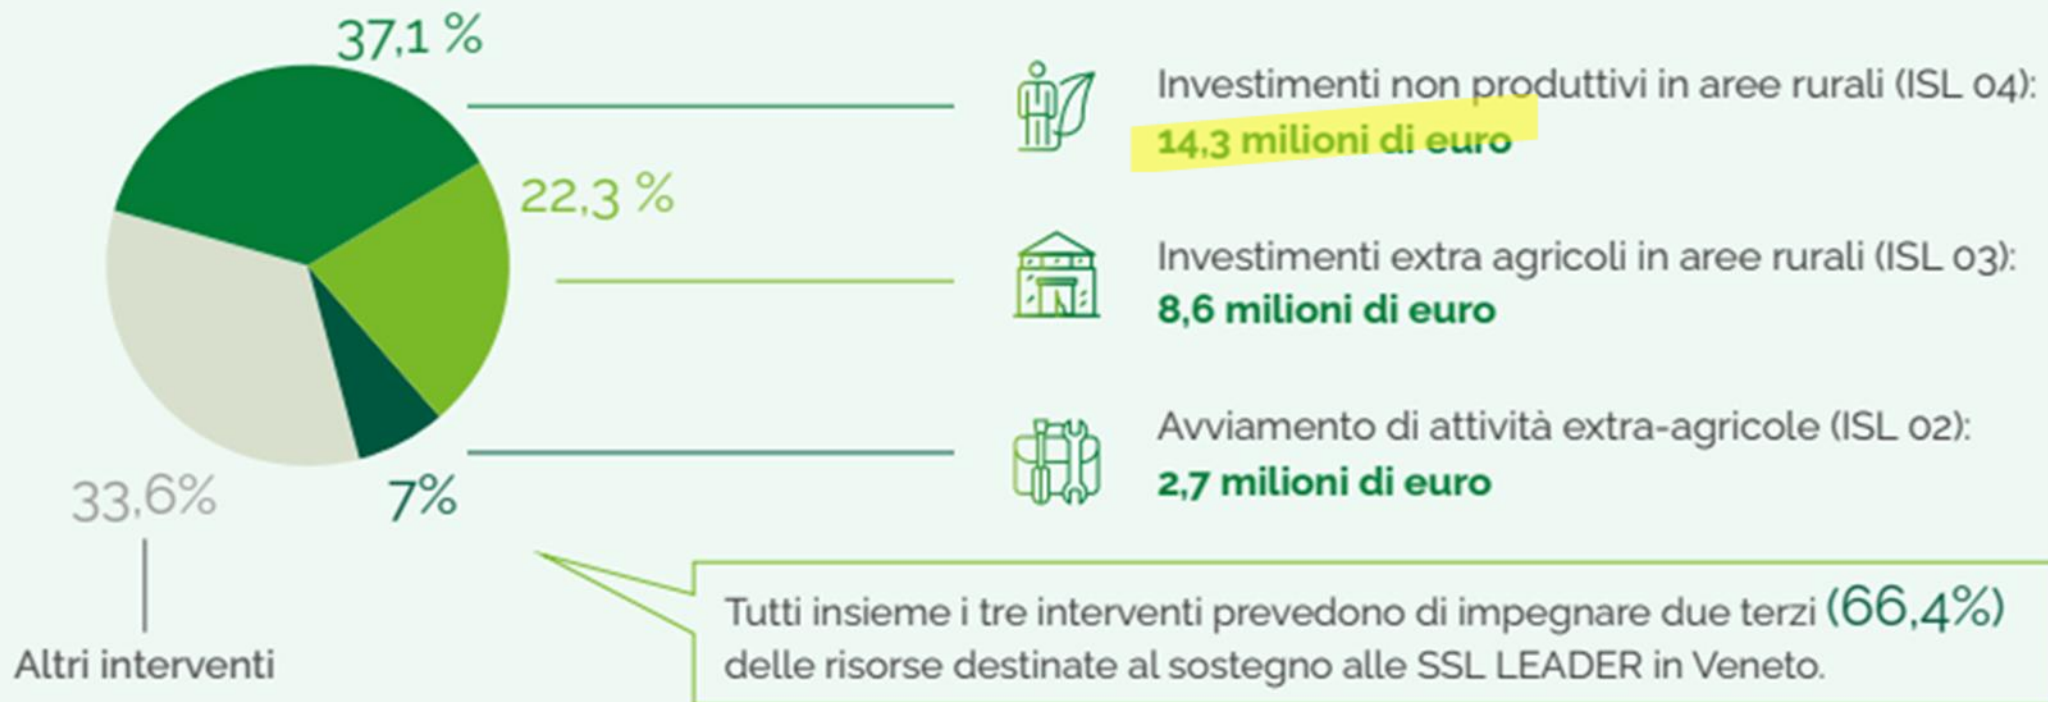 37,1 %
Investimenti non produttivi in aree rurali (ISL 04):
14,3 milioni di euro
22,3 %
Investimenti extra agricoli in aree rurali (ISL 03):
8,6 milioni di euro
Avviamento di attività extra-agricole (ISL 02):
2,7 milioni di euro
33,6%
7%
Altri interventi
Tutti insieme i tre interventi prevedono di impegnare due terzi (66,4%)
delle risorse destinate al sostegno alle SSL LEADER in Veneto.